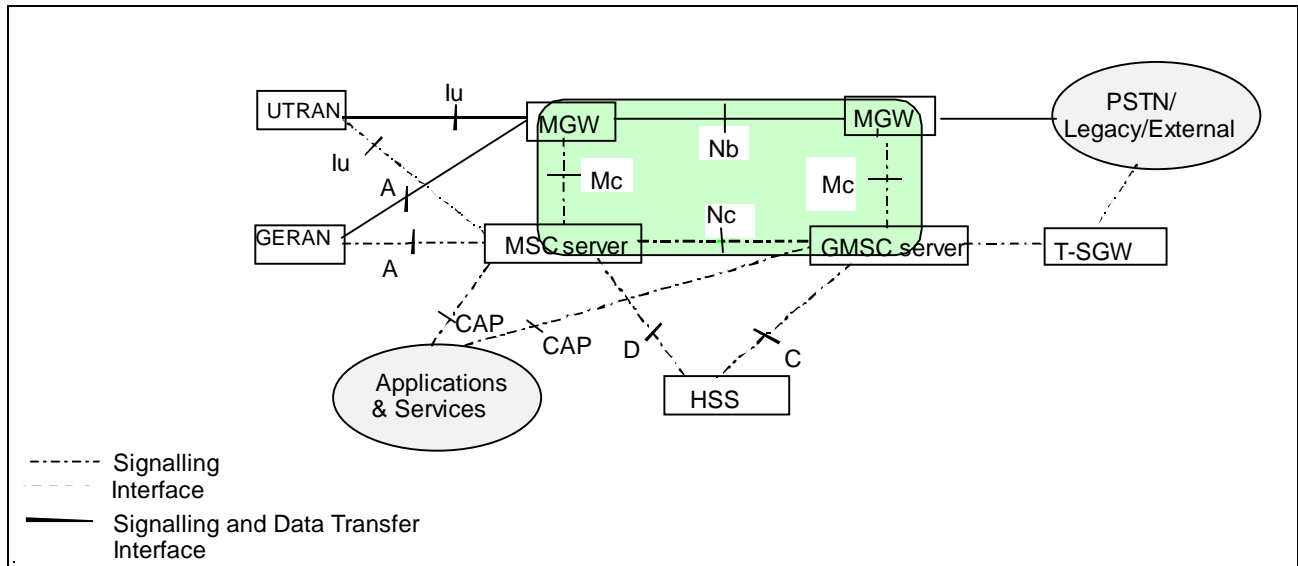 Iu
UTRAN
MGW
MGW
PSTN/
Legacy/External
Nb
Iu
A
Mc
Mc
Nc
GERAN
MSC server
GMSC server
T-SGW
A
CAP
CAP
D
C
Applications
& Services
HSS
Signalling
Interface
Signalling and Data Transfer
Interface